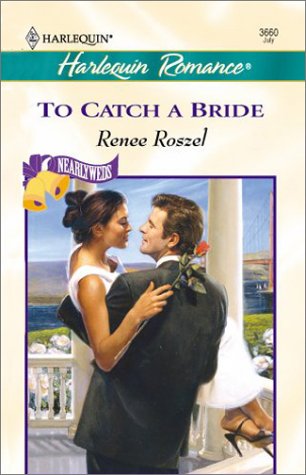 HARLEQUIN®
3660
July
Harlequin Romance®
TO CATCH A BRIDE
Renee Roszel
NEARLYWEDS